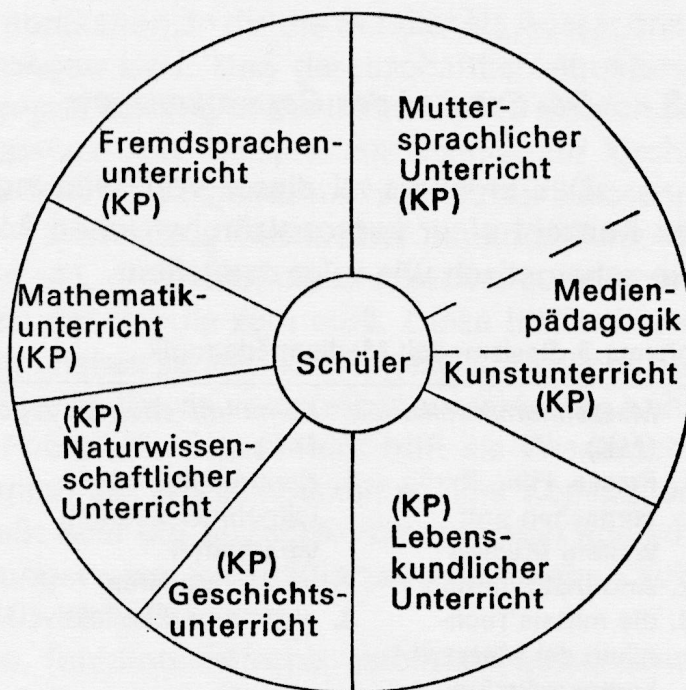 Fremdsprachen-
unterricht
(KP)
Mutter-
sprachlicher
Unterricht
(KP)
Mathematik-
unterricht
(KP)
Schüler
Medien-
pädagogik
Kunstunterricht
(KP)
(KP)
Naturwissen-
schaftlicher
Unterricht
(KP)
Geschichts-
unterricht
(KP)
Lebens-
kundlicher
Unterricht